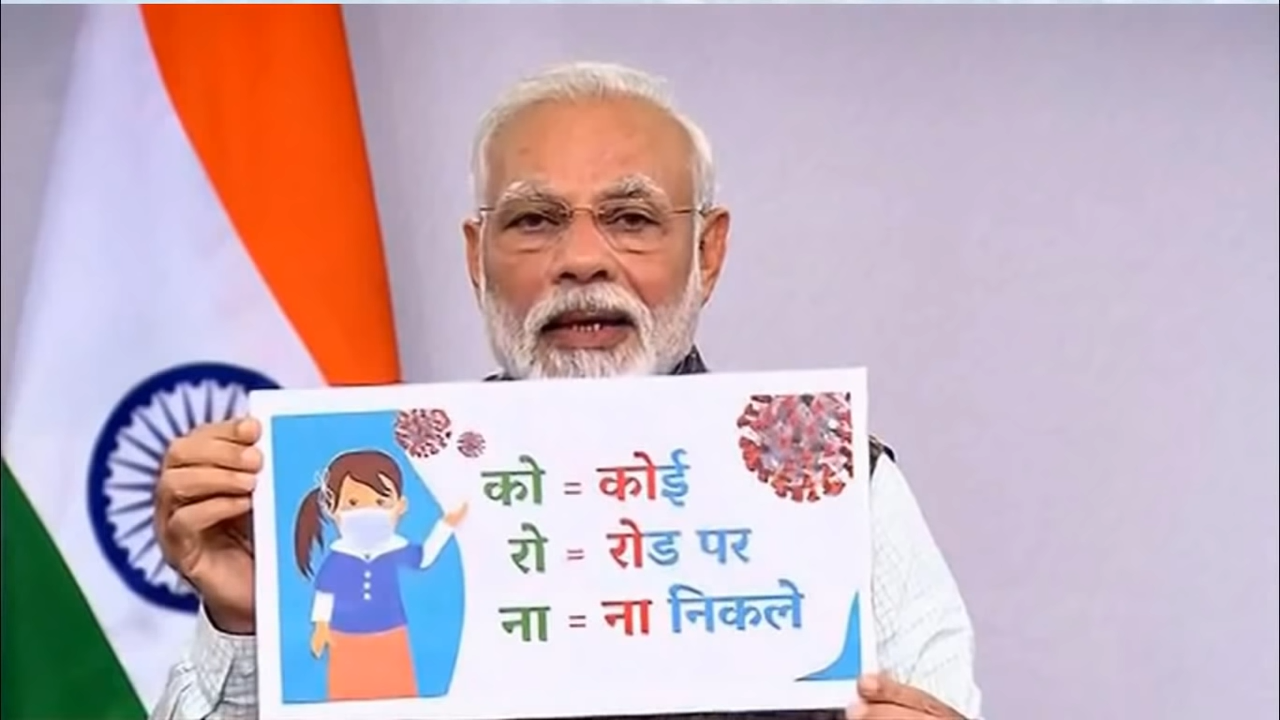 को = कोई
रो = रोड पर
ना = ना निकले